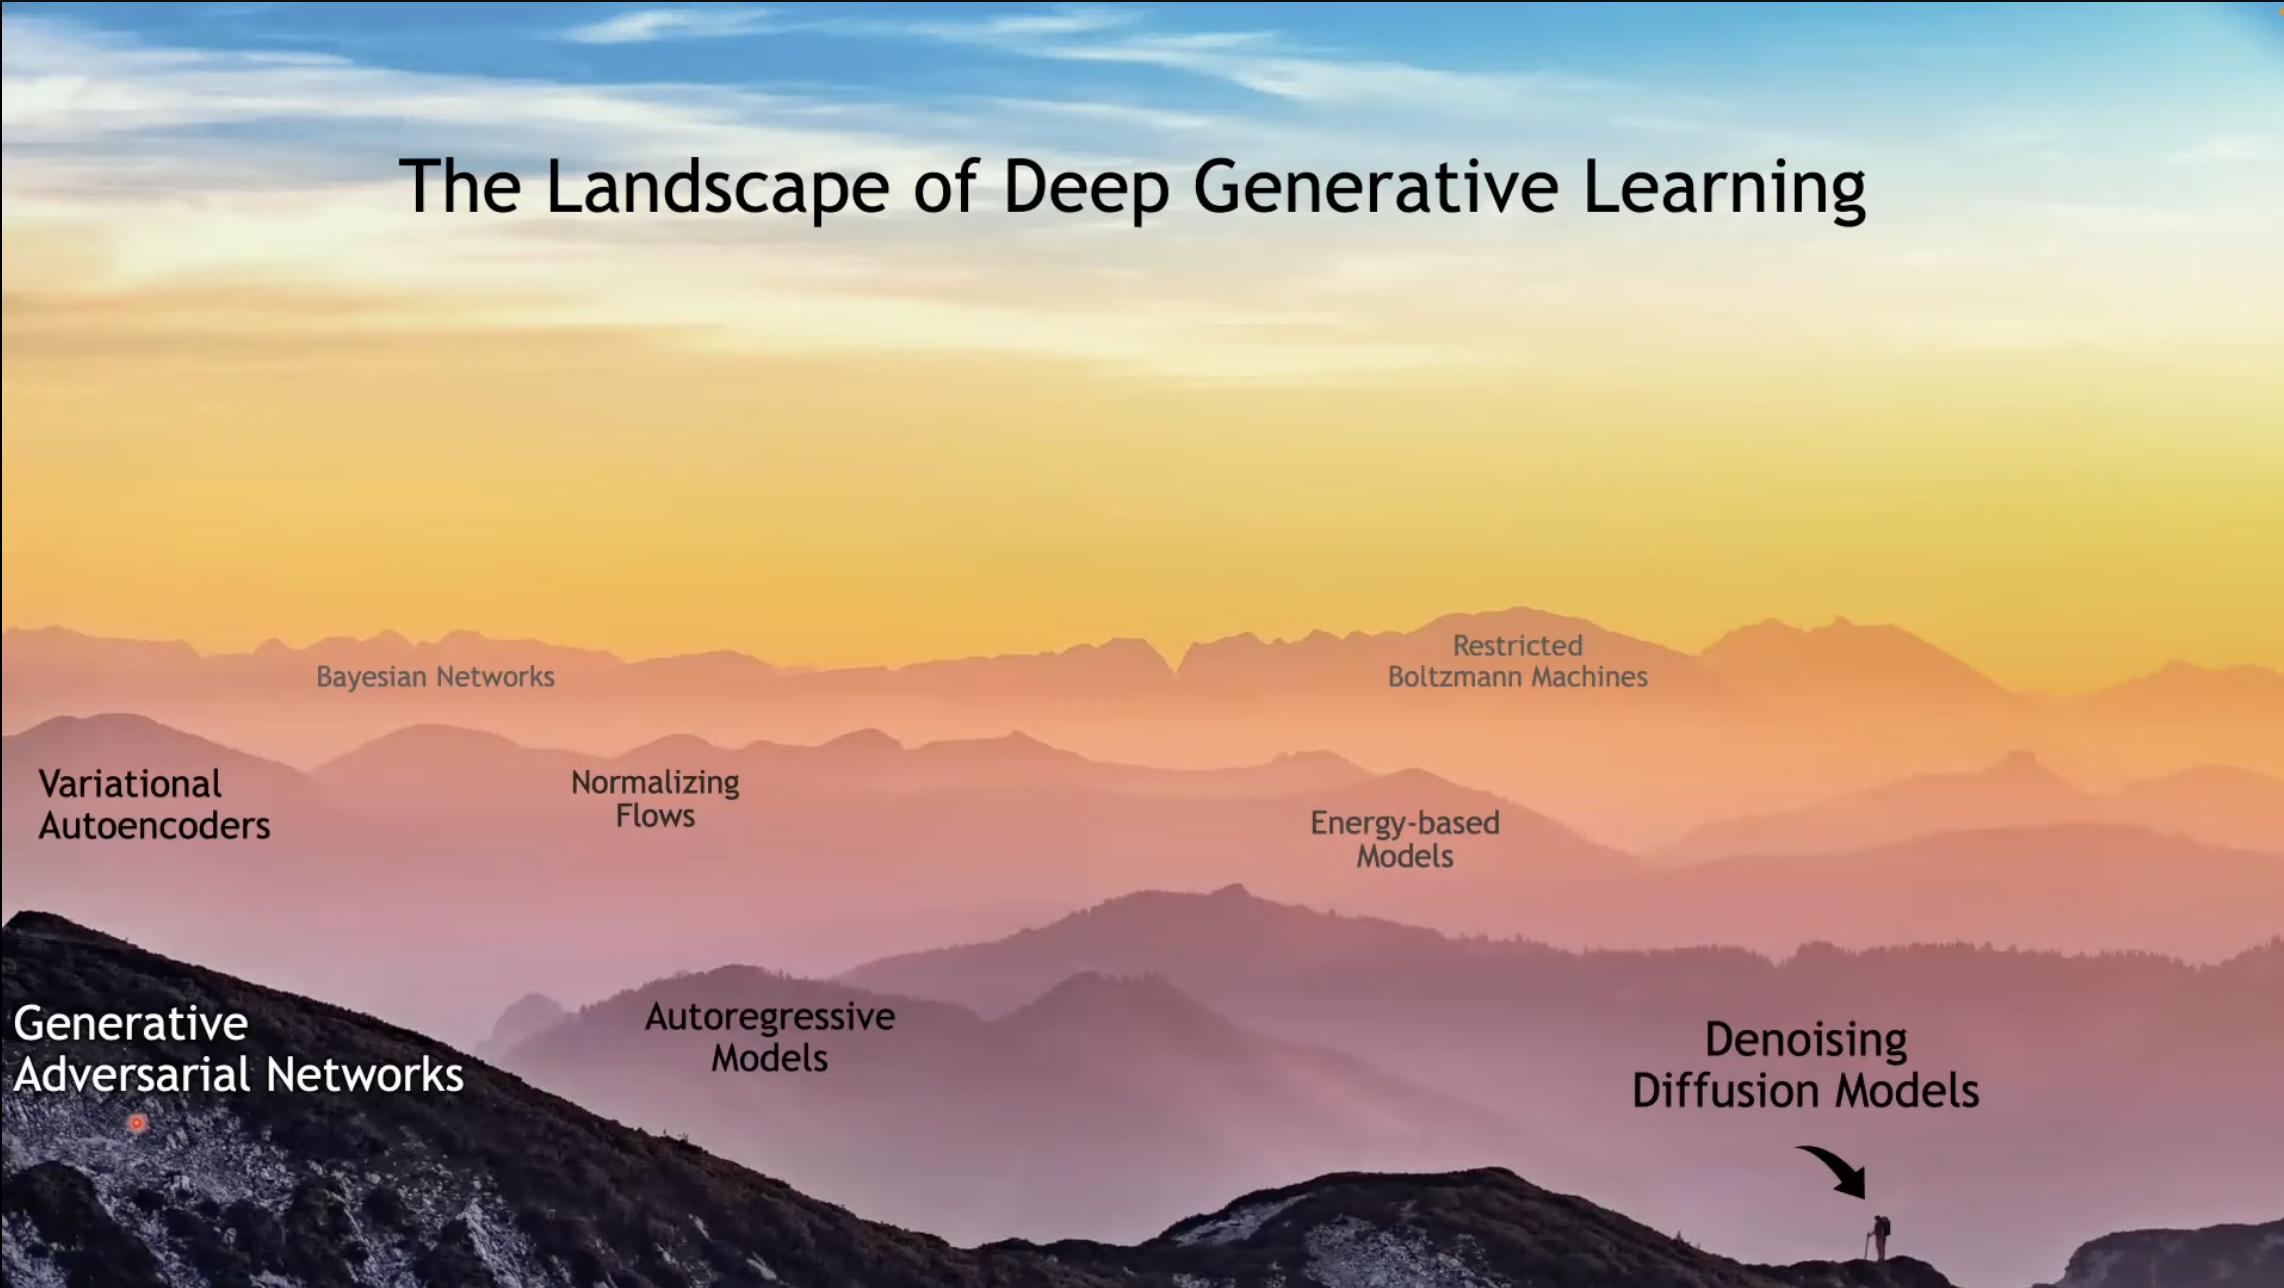 The Landscape of Deep Generative Learning
Bayesian Networks
Restricted
Boltzmann Machines
Variational
Autoencoders
Normalizing
Flows
Energy-based
Models
Generative
Adversarial Networks
Autoregressive
Models
Denoising
Diffusion Models